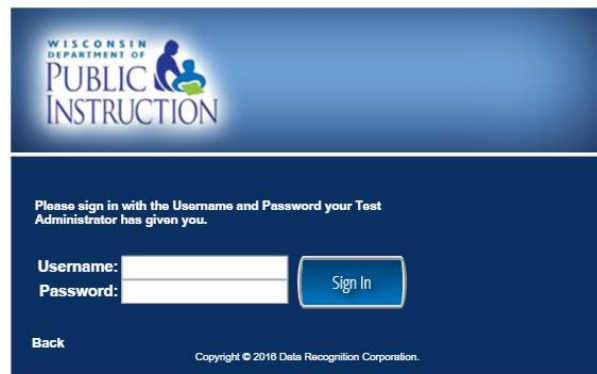 WISCONSIN
DEPARTMENT OF
PUBLIC
INSTRUCTION
Please sign in with the Username and Password your Test
Administrator has given you.
Username:
Password:
Sign In
Back
Copyright © 2016 Data Recognition Corporation.